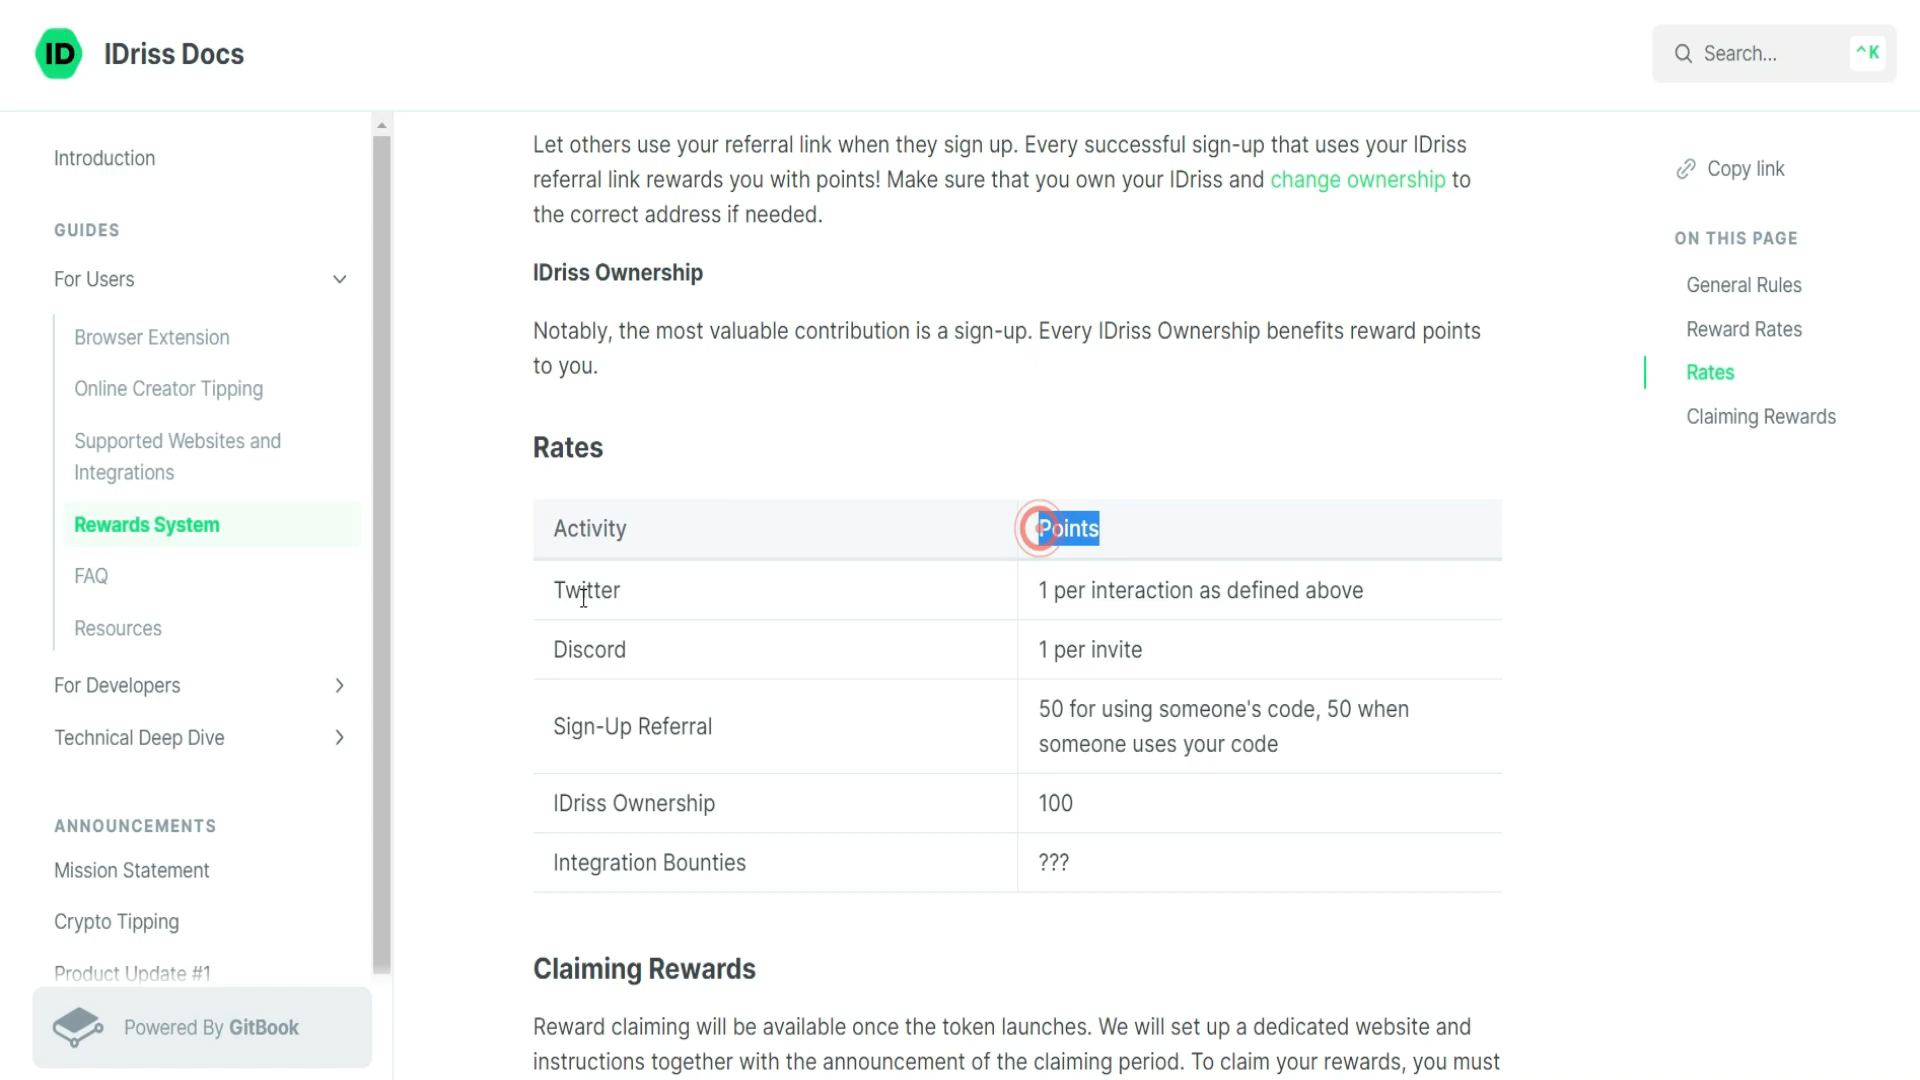 ID IDriss Docs
Search...
^K
Introduction
GUIDES
For Users
Browser Extension
Online Creator Tipping
Supported Websites and
Integrations
Rewards System
FAQ
Resources
For Developers
Technical Deep Dive
ANNOUNCEMENTS
Mission Statement
Crypto Tipping
Product Update #1
Powered By GitBook
Let others use your referral link when they sign up. Every successful sign-up that uses your IDriss
referral link rewards you with points! Make sure that you own your IDriss and change ownership to
the correct address if needed.
IDriss Ownership
Notably, the most valuable contribution is a sign-up. Every IDriss Ownership benefits reward points
to you.
Rates
Activity Points
Twitter 1 per interaction as defined above
Discord 1 per invite
Sign-Up Referral 50 for using someone's code, 50 when
someone uses your code
IDriss Ownership 100
Integration Bounties ???
Claiming Rewards
Reward claiming will be available once the token launches. We will set up a dedicated website and
instructions together with the announcement of the claiming period. To claim your rewards, you must
Copy link
ON THIS PAGE
General Rules
Reward Rates
Rates
Claiming Rewards